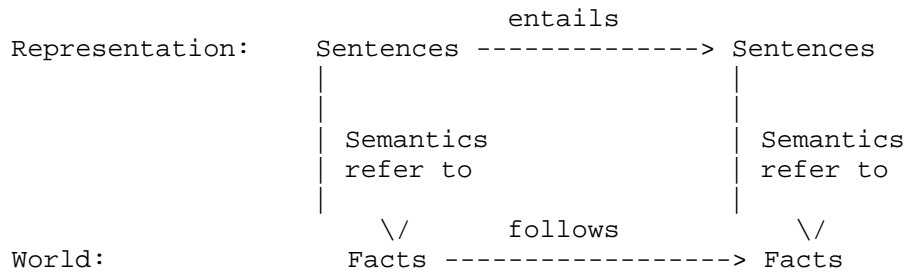 entails
Representation: Sentences --------------> Sentences
| |
| |
| Semantics | Semantics
| refer to | refer to
| |
\/ follows \/
World: Facts -----------------> Facts